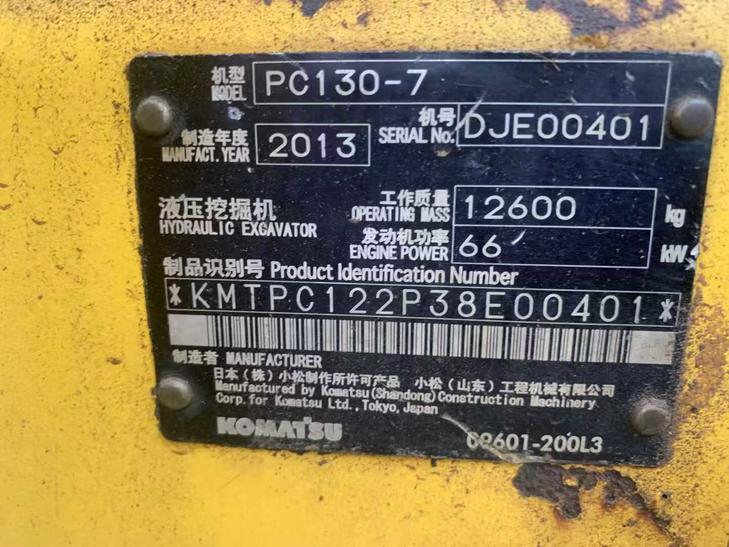 机型 MODEL PC130-7
制造年度 MANUFACT. YEAR 2013 机号 SERIAL No. DJE00401
液压挖掘机 HYDRAULIC EXCAVATOR
工作质量 OPERATING MASS 12600 kg
发动机功率 ENGINE POWER 66 kW
制品识别号 Product Identification Number
*KMTPC122P38E00401*
制造者 MANUFACTURER
日本（株）小松制作所许可产品 小松（山东）工程机械有限公司
Manufactured by Komatsu(Shandong)Construction Machinery
Corp. for Komatsu Ltd., Tokyo, Japan
KOMATSU
09601-200L3